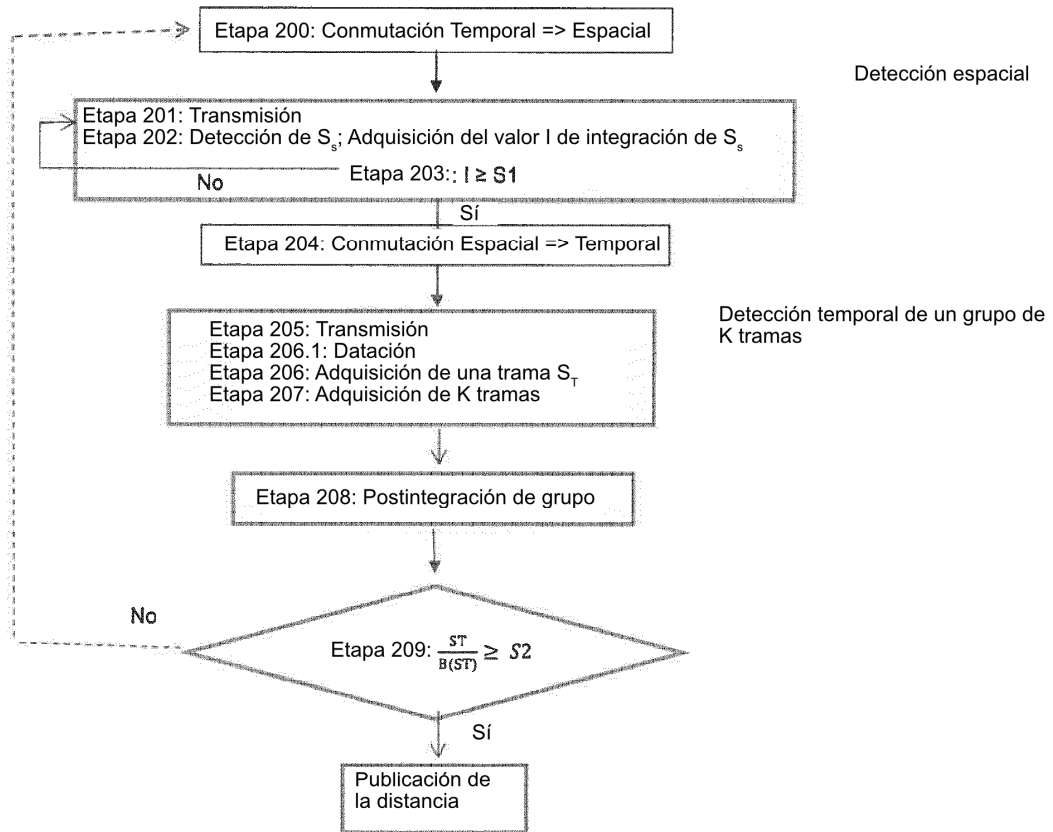 Etapa 200: Conmutación Temporal => Espacial
Detección espacial
Etapa 201: Transmisión
Etapa 202: Detección de Sₛ; Adquisición del valor I de integración de Sₛ
Etapa 203:: I ≥ S1
No
Sí
Etapa 204: Conmutación Espacial => Temporal
Detección temporal de un grupo de
K tramas
Etapa 205: Transmisión
Etapa 206.1: Datación
Etapa 206: Adquisición de una trama S_T
Etapa 207: Adquisición de K tramas
Etapa 208: Postintegración de grupo
No
Etapa 209: ST/B(ST) ≥ S2
Sí
Publicación de
la distancia